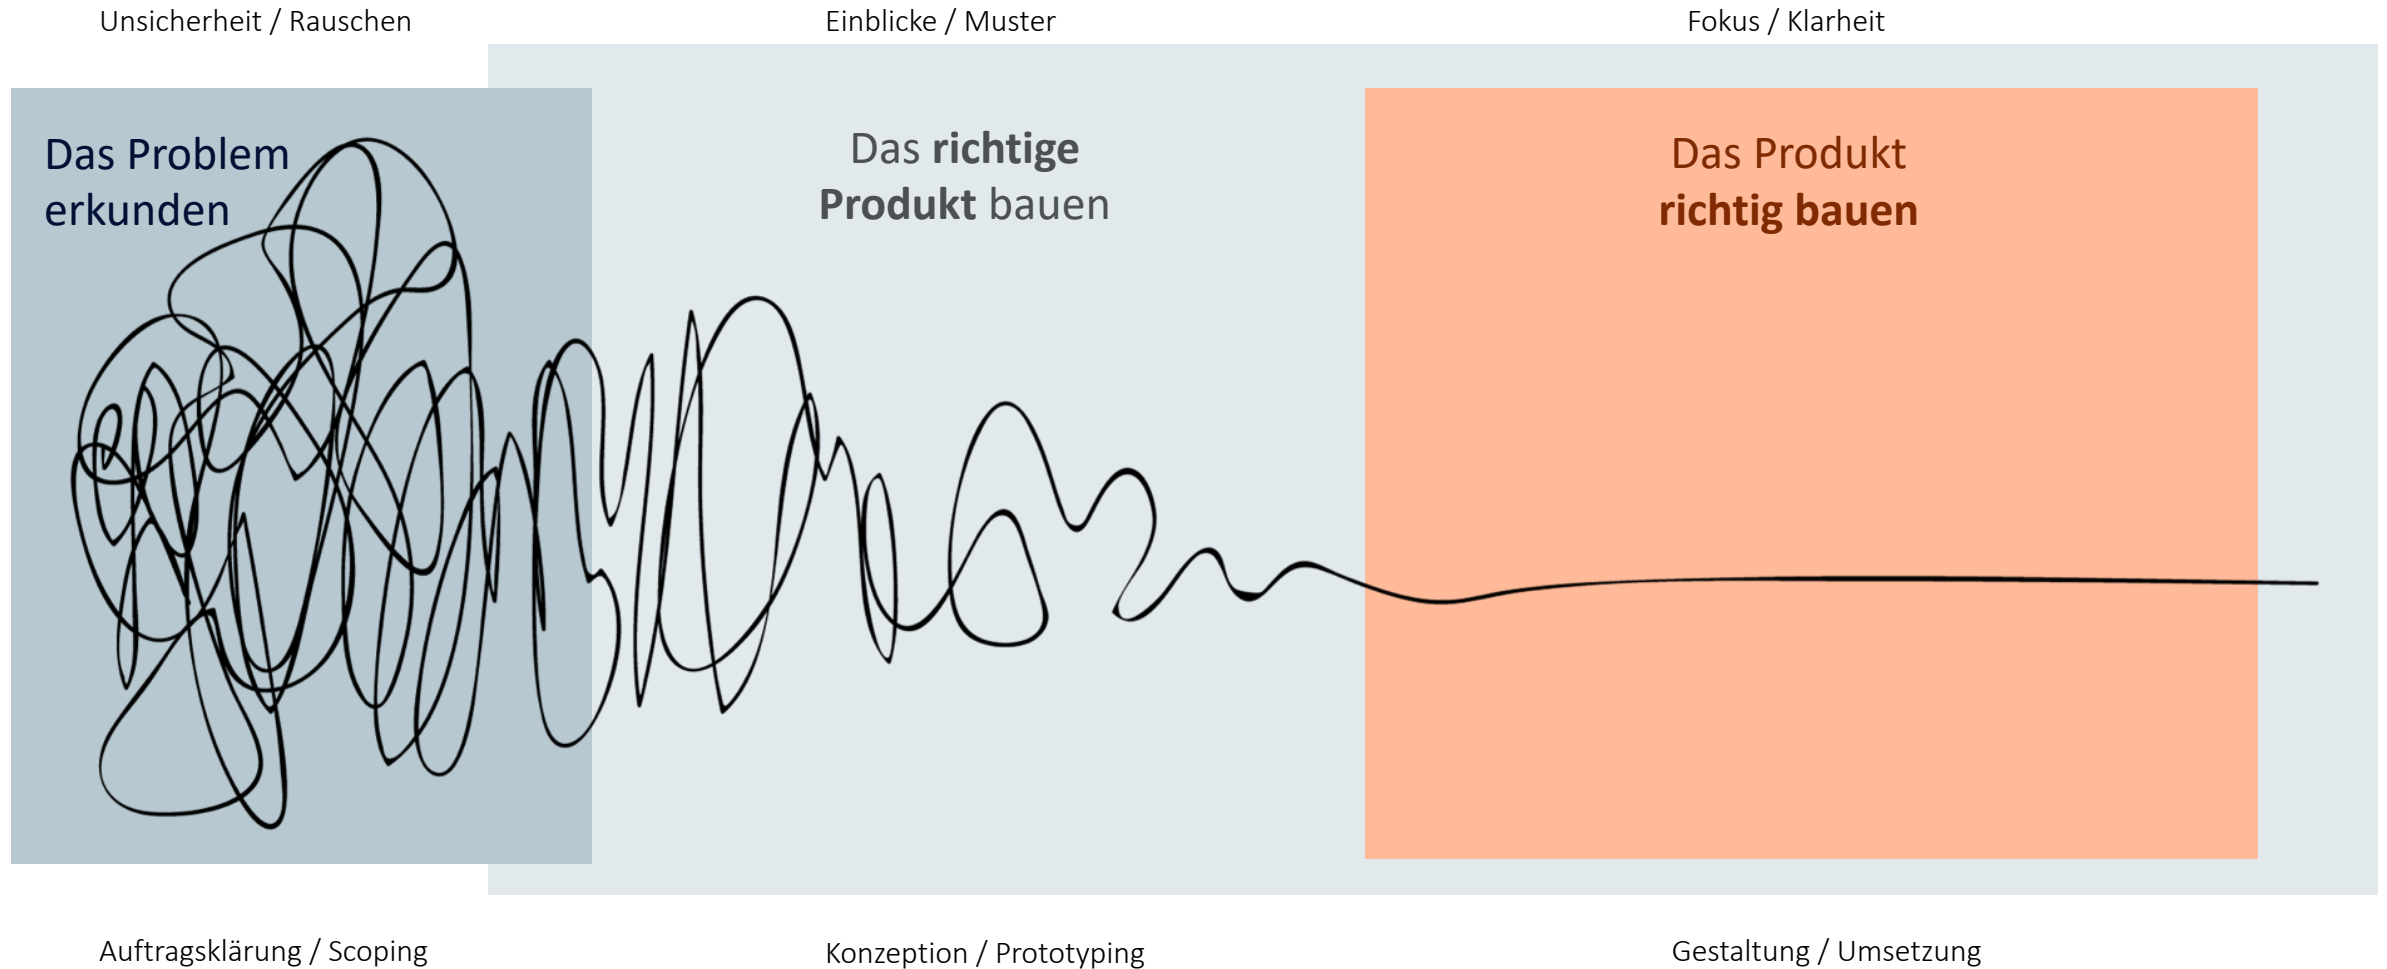 Unsicherheit / Rauschen
Einblicke / Muster
Fokus / Klarheit
Das Problem
erkunden
Das richtige
Produkt bauen
Das Produkt
richtig bauen
Auftragsklärung / Scoping
Konzeption / Prototyping
Gestaltung / Umsetzung